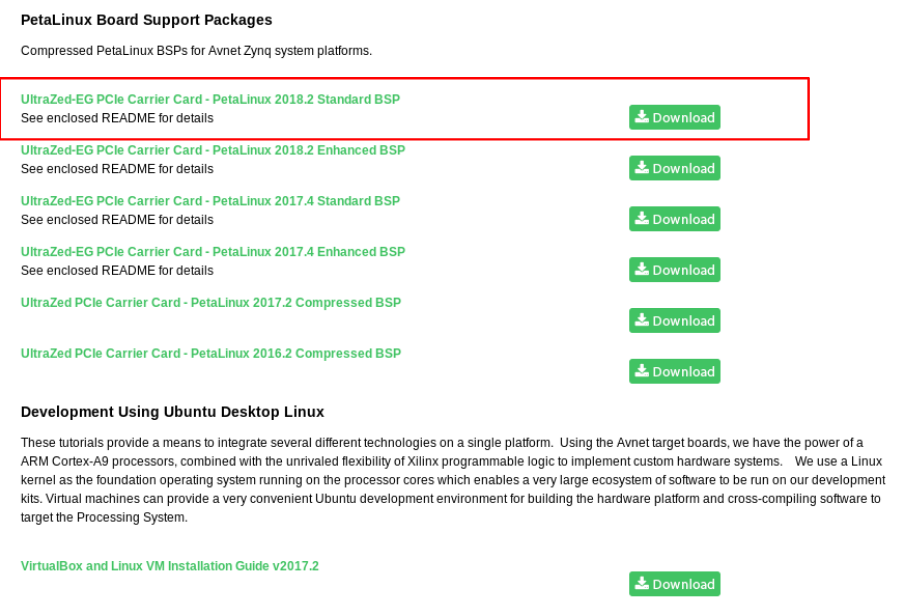 PetaLinux Board Support Packages
Compressed PetaLinux BSPs for Avnet Zynq system platforms.
UltraZed-EG PCIe Carrier Card - PetaLinux 2018.2 Standard BSP
See enclosed README for details
Download
UltraZed-EG PCIe Carrier Card - PetaLinux 2018.2 Enhanced BSP
See enclosed README for details
Download
UltraZed-EG PCIe Carrier Card - PetaLinux 2017.4 Standard BSP
See enclosed README for details
Download
UltraZed-EG PCIe Carrier Card - PetaLinux 2017.4 Enhanced BSP
See enclosed README for details
Download
UltraZed PCIe Carrier Card - PetaLinux 2017.2 Compressed BSP
Download
UltraZed PCIe Carrier Card - PetaLinux 2016.2 Compressed BSP
Download
Development Using Ubuntu Desktop Linux
These tutorials provide a means to integrate several different technologies on a single platform.  Using the Avnet target boards, we have the power of a
ARM Cortex-A9 processors, combined with the unrivaled flexibility of Xilinx programmable logic to implement custom hardware systems.    We use a Linux
kernel as the foundation operating system running on the processor cores which enables a very large ecosystem of software to be run on our development
kits. Virtual machines can provide a very convenient Ubuntu development environment for building the hardware platform and cross-compiling software to
target the Processing System.
VirtualBox and Linux VM Installation Guide v2017.2
Download